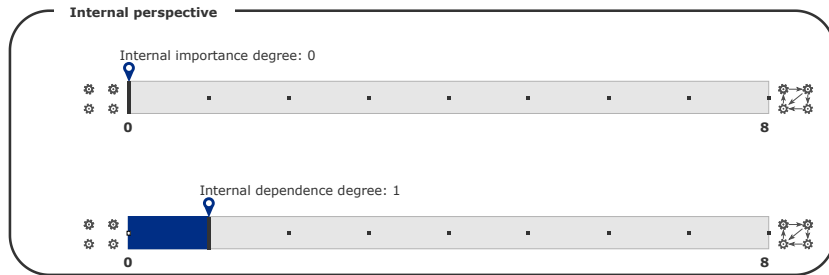 Internal perspective
Internal importance degree: 0
0 8
Internal dependence degree: 1
0 8